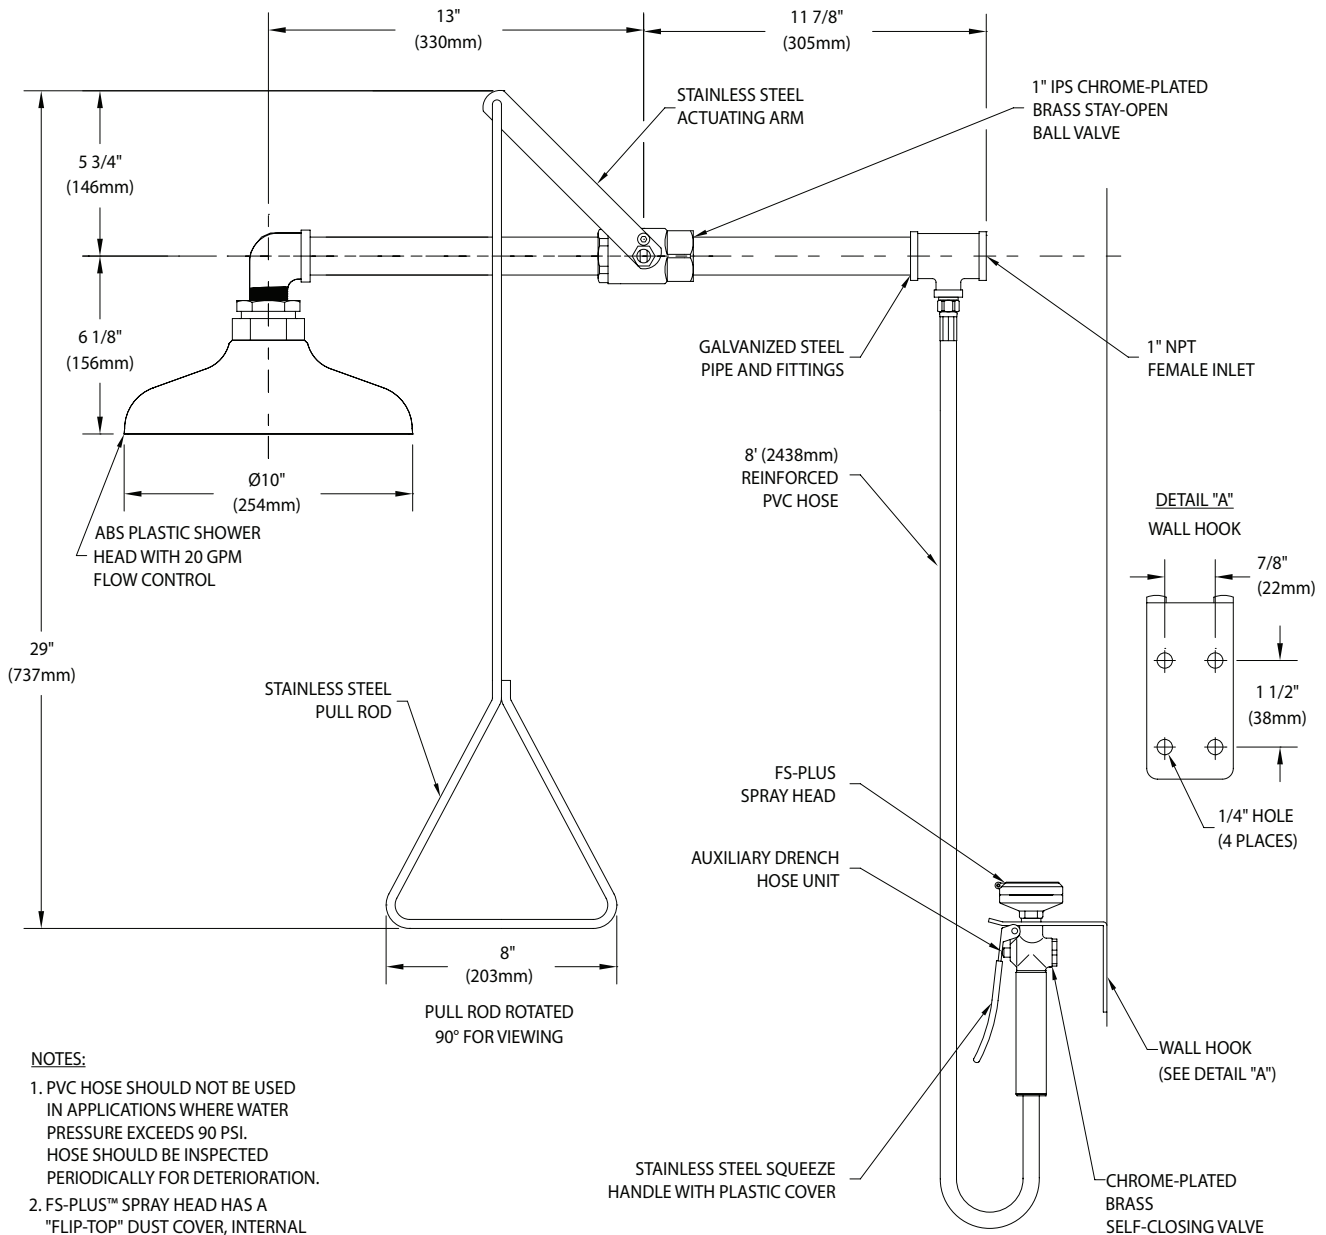 13"
(330mm)
11 7/8"
(305mm)
STAINLESS STEEL
ACTUATING ARM
1" IPS CHROME-PLATED
BRASS STAY-OPEN
BALL VALVE
5 3/4"
(146mm)
6 1/8"
(156mm)
GALVANIZED STEEL
PIPE AND FITTINGS
1" NPT
FEMALE INLET
Ø10"
(254mm)
8' (2438mm)
REINFORCED
PVC HOSE
ABS PLASTIC SHOWER
HEAD WITH 20 GPM
FLOW CONTROL
DETAIL "A"
WALL HOOK
7/8"
(22mm)
29"
(737mm)
STAINLESS STEEL
PULL ROD
1 1/2"
(38mm)
FS-PLUS
SPRAY HEAD
1/4" HOLE
(4 PLACES)
AUXILIARY DRENCH
HOSE UNIT
8"
(203mm)
PULL ROD ROTATED
90° FOR VIEWING
WALL HOOK
(SEE DETAIL "A")
NOTES:
1. PVC HOSE SHOULD NOT BE USED
IN APPLICATIONS WHERE WATER
PRESSURE EXCEEDS 90 PSI.
HOSE SHOULD BE INSPECTED
PERIODICALLY FOR DETERIORATION.
2. FS-PLUS™ SPRAY HEAD HAS A
"FLIP-TOP" DUST COVER, INTERNAL
STAINLESS STEEL SQUEEZE
HANDLE WITH PLASTIC COVER
CHROME-PLATED
BRASS
SELF-CLOSING VALVE